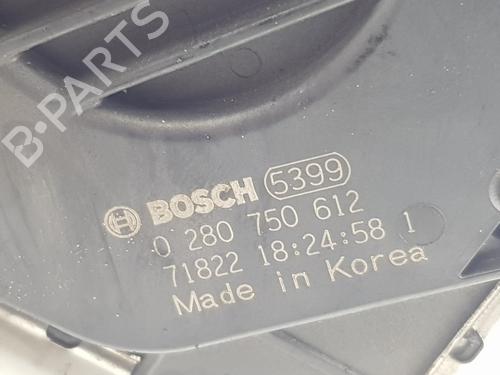 B-PARTS
BOSCH 5399
0 280 750 612
71822 18:24:58 1
Made in Korea